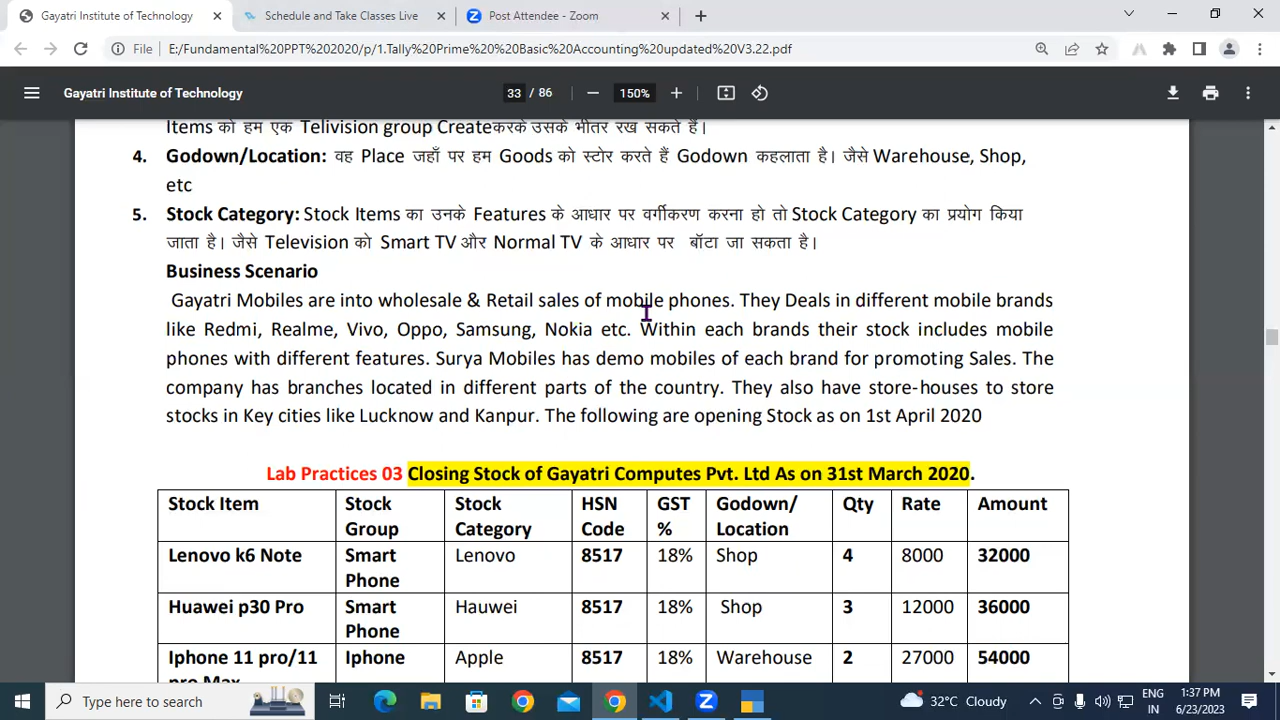 Gayatri Institute of Technology
Schedule and Take Classes Live
Post Attendee - Zoom
File E:/Fundamental%20PPT%202020/p/1.Tally%20Prime%20%20Basic%20Accounting%20updated%20V3.22.pdf
Gayatri Institute of Technology 33 / 86 150%
Items को हम एक Telivision group Createकरके उसके भीतर रख सकते हैं।
4. Godown/Location: वह Place जहाँ पर हम Goods को स्टोर करते हैं Godown कहलाता है। जैसे Warehouse, Shop,
etc
5. Stock Category: Stock Items का उनके Features के आधार पर वर्गीकरण करना हो तो Stock Category का प्रयोग किया
जाता है। जैसे Television को Smart TV और Normal TV के आधार पर बॉटा जा सकता है।
Business Scenario
Gayatri Mobiles are into wholesale & Retail sales of mobile phones. They Deals in different mobile brands
like Redmi, Realme, Vivo, Oppo, Samsung, Nokia etc. Within each brands their stock includes mobile
phones with different features. Surya Mobiles has demo mobiles of each brand for promoting Sales. The
company has branches located in different parts of the country. They also have store-houses to store
stocks in Key cities like Lucknow and Kanpur. The following are opening Stock as on 1st April 2020
Lab Practices 03 Closing Stock of Gayatri Computes Pvt. Ltd As on 31st March 2020.
Stock Item Stock Group Stock Category HSN Code GST % Godown/ Location Qty Rate Amount
Lenovo k6 Note Smart Phone Lenovo 8517 18% Shop 4 8000 32000
Huawei p30 Pro Smart Phone Hauwei 8517 18% Shop 3 12000 36000
Iphone 11 pro/11 pro Max Iphone Apple 8517 18% Warehouse 2 27000 54000
Type here to search
32°C Cloudy
ENG IN
1:37 PM
6/23/2023